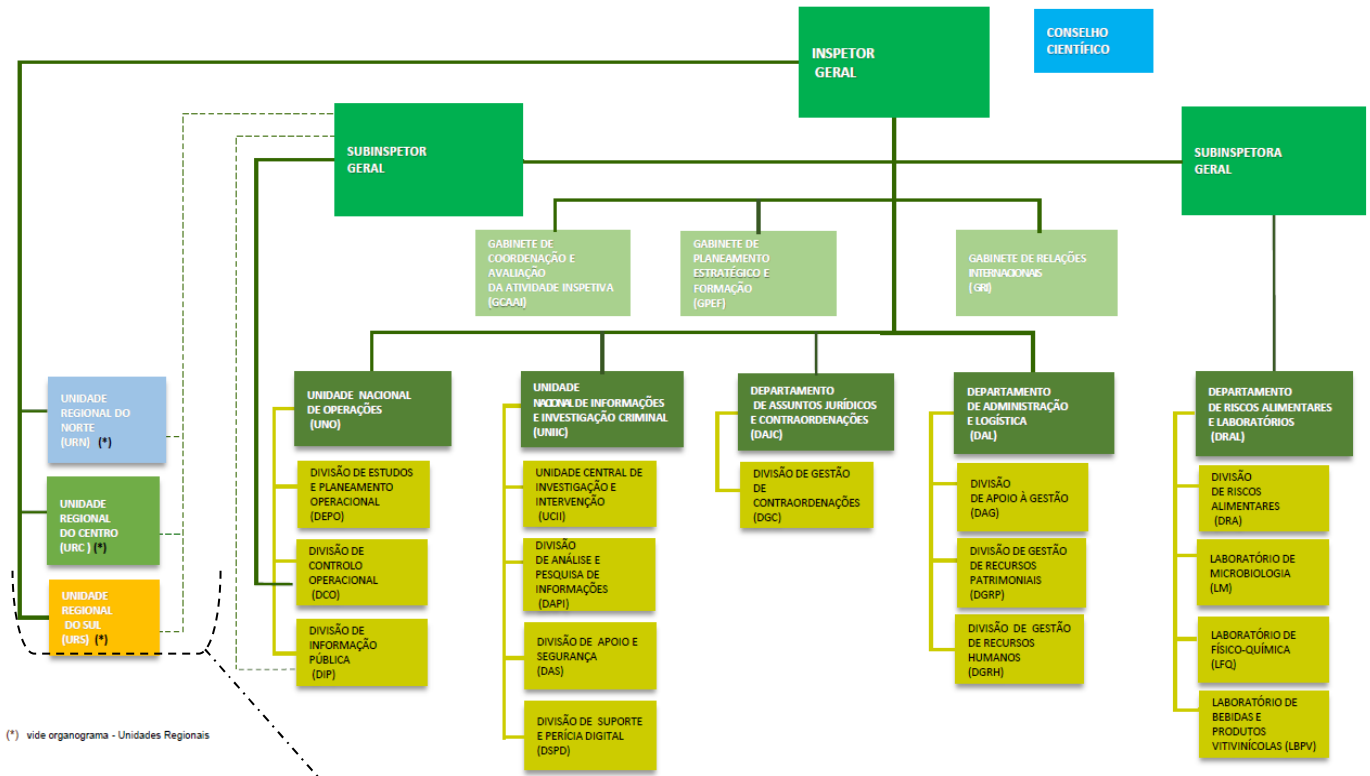 INSPETOR
GERAL
CONSELHO
CIENTÍFICO
SUBINSPETOR
GERAL
SUBINSPETORA
GERAL
GABINETE DE
COORDENAÇÃO E
AVALIAÇÃO
DA ATIVIDADE INSPETIVA
(GCAAI)
GABINETE DE
PLANEAMENTO
ESTRATÉGICO E
FORMAÇÃO
(GPEF)
GABINETE DE RELAÇÕES
INTERNACIONAIS
( GRI)
UNIDADE
REGIONAL DO
NORTE
(URN) (*)
UNIDADE
REGIONAL
DO CENTRO
(URC ) (*)
UNIDADE
REGIONAL
DO SUL
(URS) (*)
UNIDADE NACIONAL
DE OPERAÇÕES
(UNO)
DIVISÃO DE ESTUDOS
E PLANEAMENTO
OPERACIONAL
(DEPO)
DIVISÃO DE
CONTROLO
OPERACIONAL
(DCO)
DIVISÃO DE
INFORMAÇÃO
PÚBLICA
(DIP)
UNIDADE
NACIONAL DE INFORMAÇÕES
E INVESTIGAÇÃO CRIMINAL
(UNIIC)
UNIDADE CENTRAL DE
INVESTIGAÇÃO E
INTERVENÇÃO
(UCII)
DIVISÃO
DE ANÁLISE E
PESQUISA DE
INFORMAÇÕES
(DAPI)
DIVISÃO DE APOIO E
SEGURANÇA
(DAS)
DIVISÃO DE SUPORTE
E PERÍCIA DIGITAL
(DSPD)
DEPARTAMENTO
DE ASSUNTOS JURÍDICOS
E CONTRAORDENAÇÕES
(DAJC)
DIVISÃO DE GESTÃO
DE
CONTRAORDENAÇÕES
(DGC)
DEPARTAMENTO
DE ADMINISTRAÇÃO
E LOGÍSTICA
(DAL)
DIVISÃO
DE APOIO À GESTÃO
(DAG)
DIVISÃO DE GESTÃO
DE RECURSOS
PATRIMONIAIS
(DGRP)
DIVISÃO DE GESTÃO
DE RECURSOS
HUMANOS
(DGRH)
DEPARTAMENTO
DE RISCOS ALIMENTARES
E LABORATÓRIOS
(DRAL)
DIVISÃO
DE RISCOS
ALIMENTARES
(DRA)
LABORATÓRIO DE
MICROBIOLOGIA
(LM)
LABORATÓRIO DE
FÍSICO-QUÍMICA
(LFQ)
LABORATÓRIO DE
BEBIDAS E
PRODUTOS
VITIVINÍCOLAS (LBPV)
(*) vide organograma - Unidades Regionais